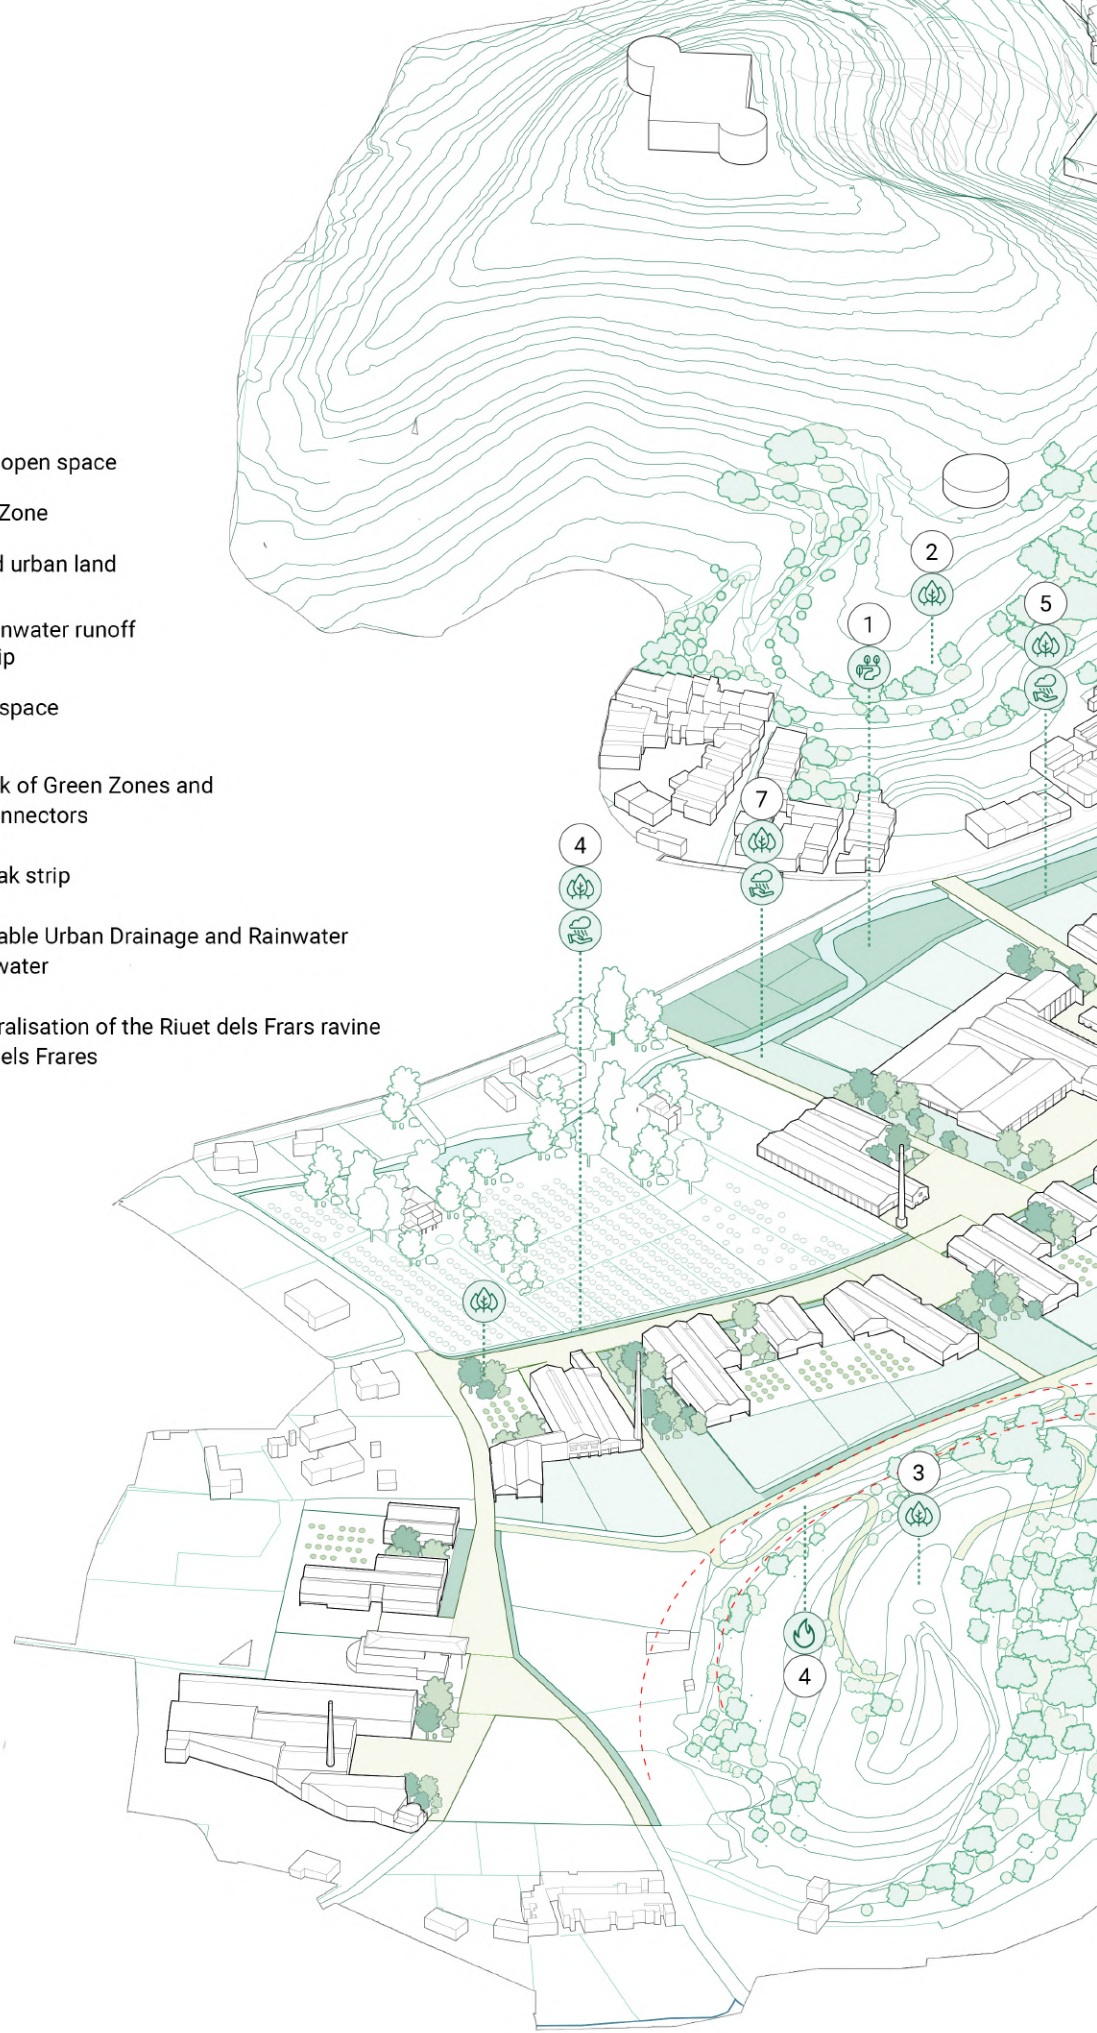 open space
Zone
d urban land
nwater runoff
ip
space
k of Green Zones and
nnectors
ak strip
able Urban Drainage and Rainwater
water
ralisation of the Riuet dels Frars ravine
els Frares
2
5
1
7
4
3
4